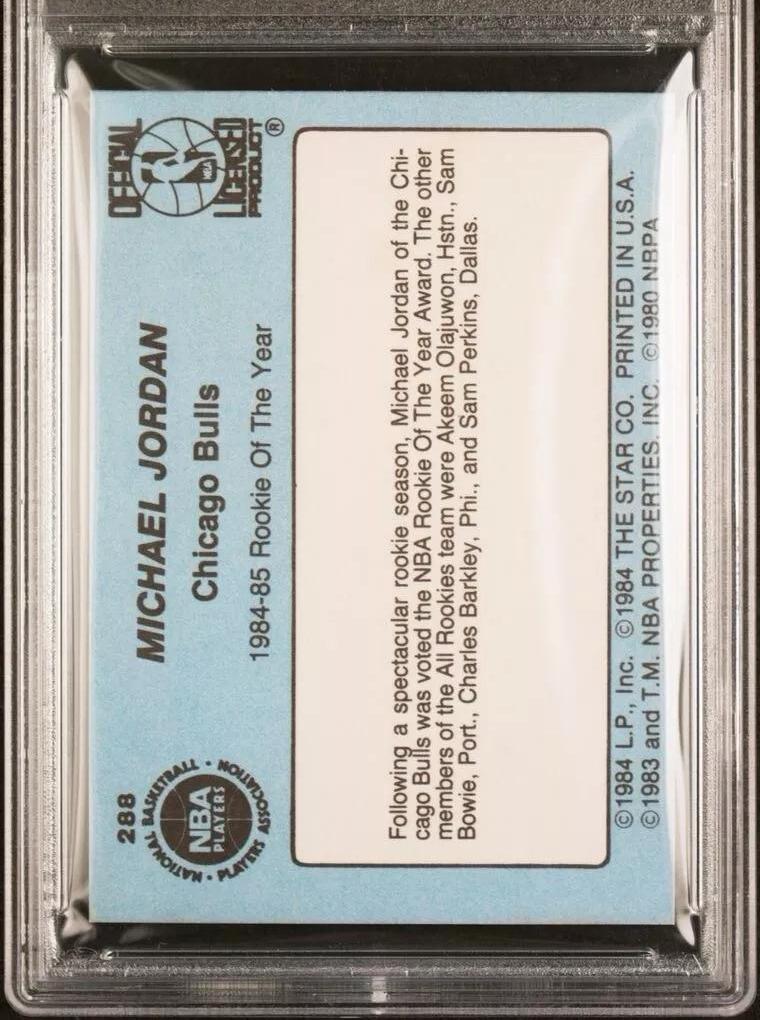 288
NATIONAL BASKETBALL
NBA
PLAYERS
PLAYERS ASSOCIATION
MICHAEL JORDAN
Chicago Bulls
1984-85 Rookie Of The Year
OFFICIAL
NBA
LICENSED
PRODUCT
®
Following a spectacular rookie season, Michael Jordan of the Chi-
cago Bulls was voted the NBA Rookie Of The Year Award. The other
members of the All Rookies team were Akeem Olajuwon, Hstn., Sam
Bowie, Port., Charles Barkley, Phi., and Sam Perkins, Dallas.
©1984 L.P., Inc. ©1984 THE STAR CO. PRINTED IN U.S.A.
©1983 and T.M. NBA PROPERTIES, INC. ©1980 NBPA